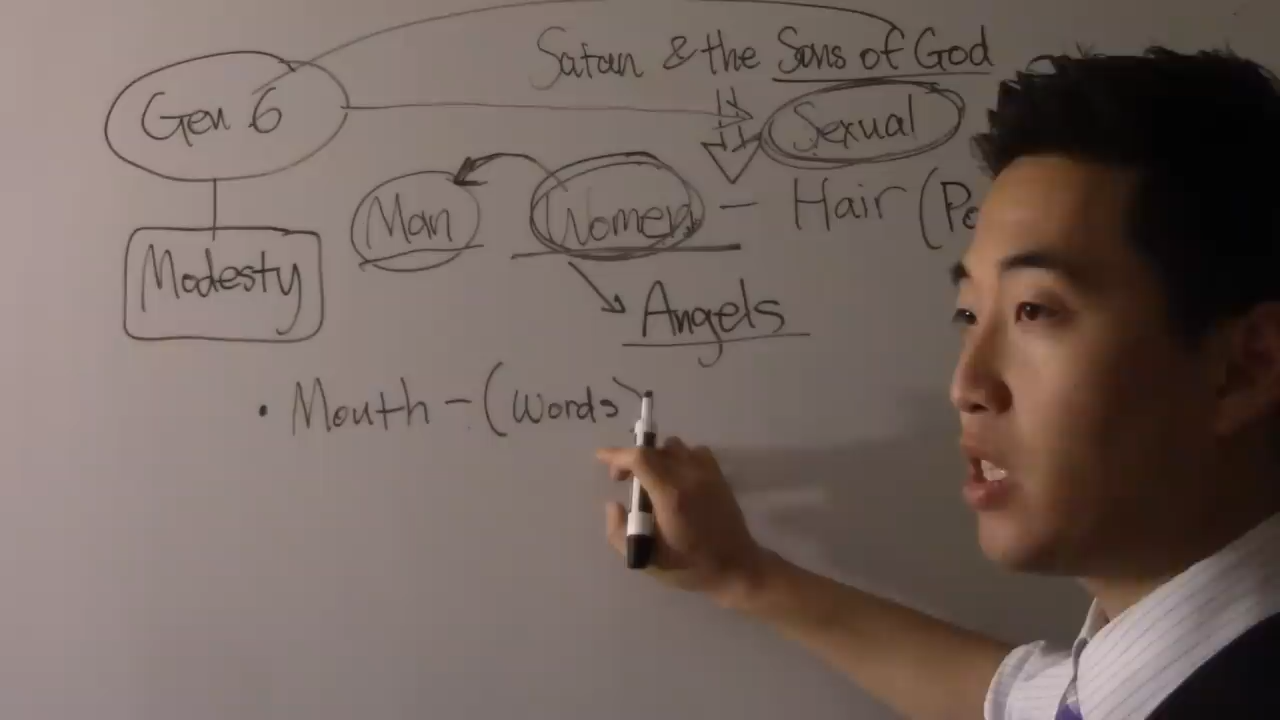 Satan & the Sons of God
Gen 6
Sexual
Man
Women - Hair (Po
Modesty
Angels
• Mouth - (words)